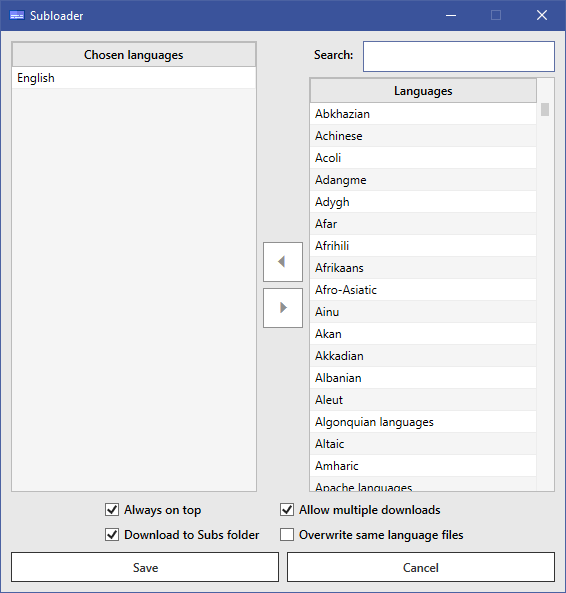 Subloader
Chosen languages
English
Search:
Languages
Abkhazian
Achinese
Acoli
Adangme
Adygh
Afar
Afrihili
Afrikaans
Afro-Asiatic
Ainu
Akan
Akkadian
Albanian
Aleut
Algonquian languages
Altaic
Amharic
Apache languages
Always on top
Allow multiple downloads
Download to Subs folder
Overwrite same language files
Save
Cancel